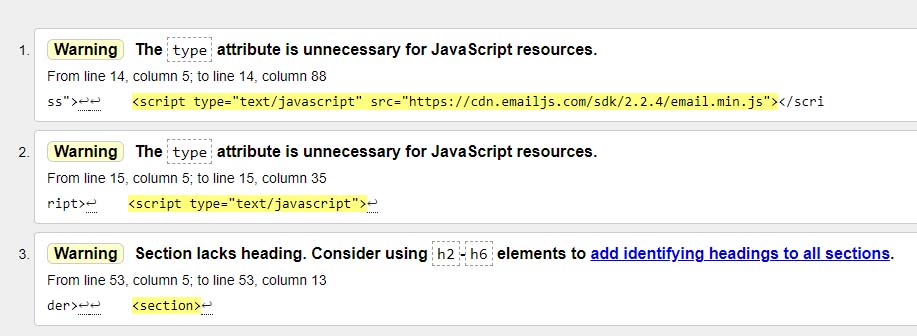 1. Warning The type attribute is unnecessary for JavaScript resources.
From line 14, column 5; to line 14, column 88
ss">↩↩    <script type="text/javascript" src="https://cdn.emailjs.com/sdk/2.2.4/email.min.js"></scri
2. Warning The type attribute is unnecessary for JavaScript resources.
From line 15, column 5; to line 15, column 35
ript>↩    <script type="text/javascript">↩
3. Warning Section lacks heading. Consider using h2-h6 elements to add identifying headings to all sections.
From line 53, column 5; to line 53, column 13
der>↩↩    <section>↩